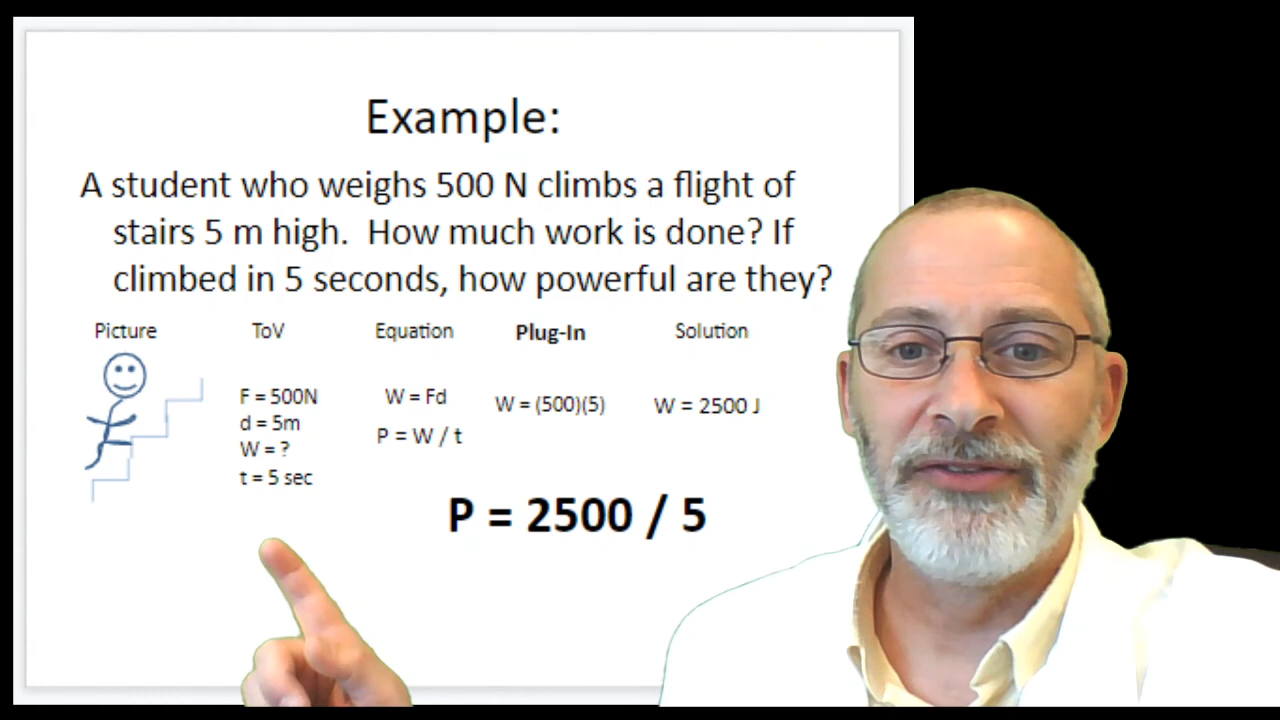 Example:
A student who weighs 500 N climbs a flight of
stairs 5 m high. How much work is done? If
climbed in 5 seconds, how powerful are they?
Picture ToV Equation Plug-In Solution
F = 500N W = Fd W = (500)(5) W = 2500 J
d = 5m
P = W / t
W = ?
t = 5 sec
P = 2500 / 5